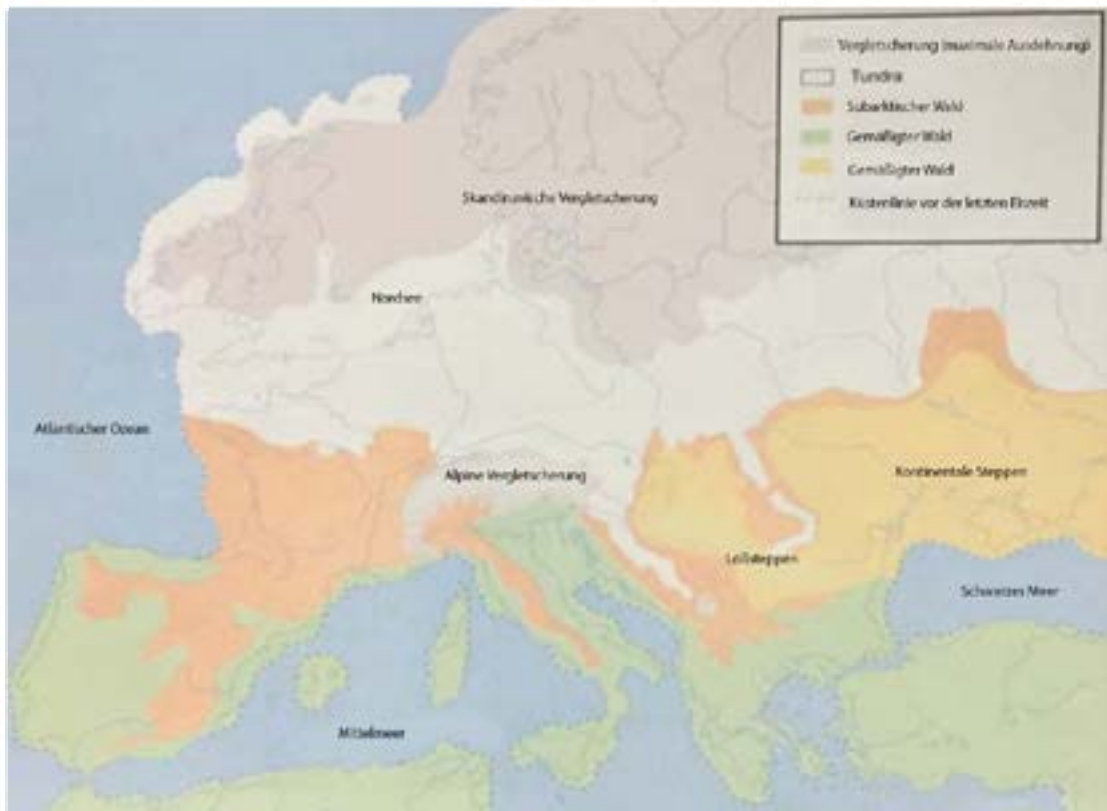 Vergletscherung (maximale Ausdehnung)
Tundra
Subarktischer Wald
Gemäßigter Wald
Gemäßigter Wald
Küstenlinie vor der letzten Eiszeit
Skandinavische Vergletscherung
Nordsee
Atlantischer Ozean
Alpine Vergletscherung
Kontinentale Steppen
Lößsteppen
Schwarzes Meer
Mittelmeer